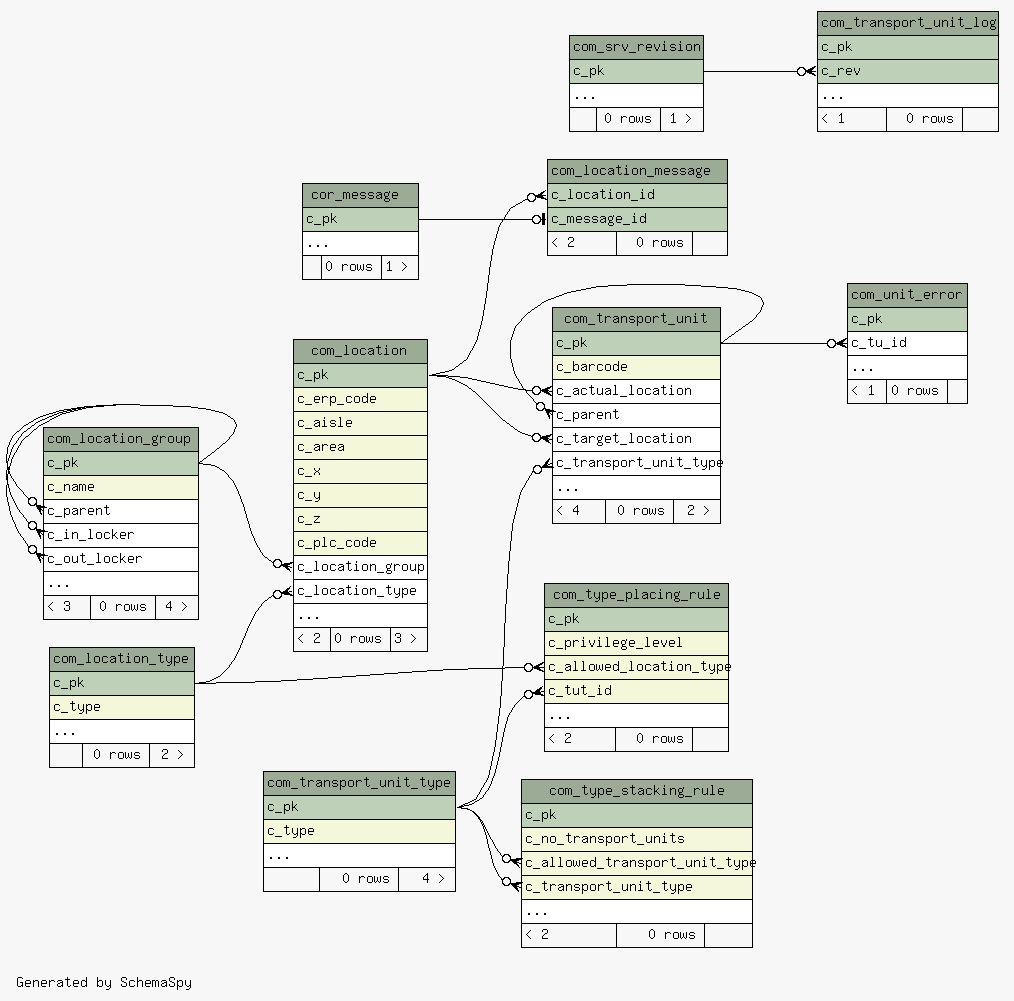 com_transport_unit_log
c_pk
c_rev
...
< 1 0 rows
com_srv_revision
c_pk
...
0 rows 1 >
com_location_message
c_location_id
c_message_id
< 2 0 rows
cor_message
c_pk
...
0 rows 1 >
com_unit_error
c_pk
c_tu_id
...
< 1 0 rows
com_transport_unit
c_pk
c_barcode
c_actual_location
c_parent
c_target_location
c_transport_unit_type
...
< 4 0 rows 2 >
com_location
c_pk
c_erp_code
c_aisle
c_area
c_x
c_y
c_z
c_plc_code
c_location_group
c_location_type
...
< 2 0 rows 3 >
com_location_group
c_pk
c_name
c_parent
c_in_locker
c_out_locker
...
< 3 0 rows 4 >
com_location_type
c_pk
c_type
...
0 rows 2 >
com_type_placing_rule
c_pk
c_privilege_level
c_allowed_location_type
c_tut_id
...
< 2 0 rows
com_transport_unit_type
c_pk
c_type
...
0 rows 4 >
com_type_stacking_rule
c_pk
c_no_transport_units
c_allowed_transport_unit_type
c_transport_unit_type
...
< 2 0 rows
Generated by SchemaSpy